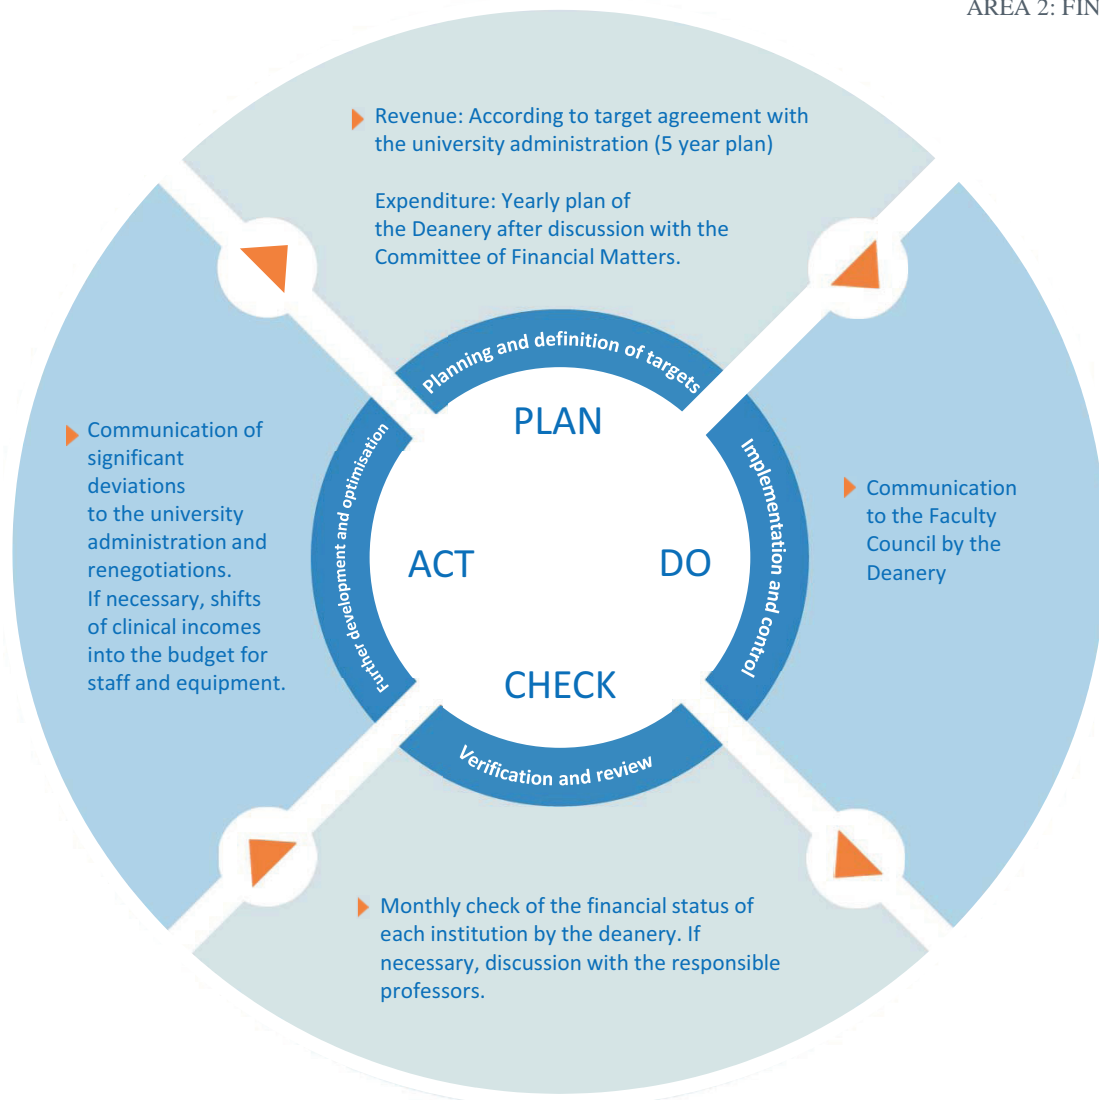 AREA 2: FIN
Revenue: According to target agreement with
the university administration (5 year plan)
Expenditure: Yearly plan of
the Deanery after discussion with the
Committee of Financial Matters.
Planning and definition of targets
PLAN
Communication of
significant
deviations
to the university
administration and
renegotiations.
If necessary, shifts
of clinical incomes
into the budget for
staff and equipment.
Further development and optimisation
ACT
DO
Implementation and control
Communication
to the Faculty
Council by the
Deanery
CHECK
Verification and review
Monthly check of the financial status of
each institution by the deanery. If
necessary, discussion with the responsible
professors.